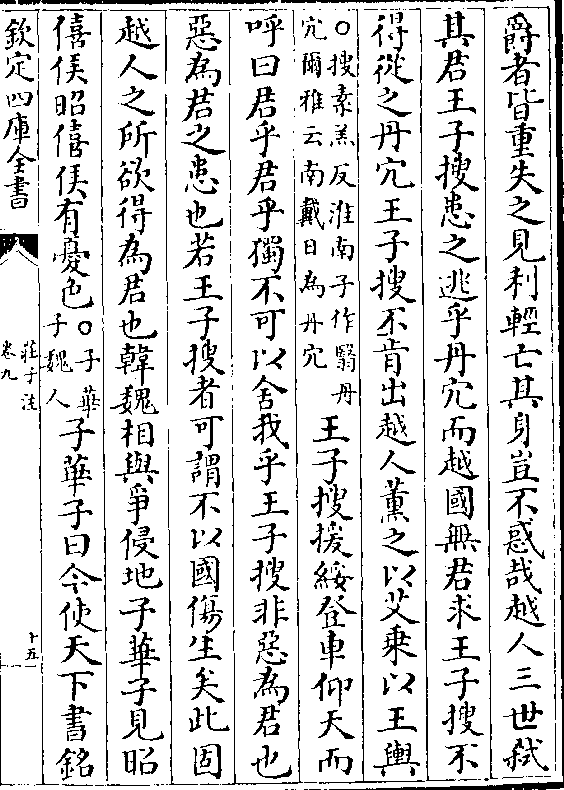 爵者皆重失之見利輕亡其身豈不惑哉越人三世弑
其君王子搜患之逃乎丹穴而越國無君求王子搜不
得從之丹穴王子搜不肯出越人薰之以艾乗以王輿
○搜素羔反淮南子作翳丹
穴爾雅云南戴日為丹穴
王子搜援綏登車仰天而
呼曰君乎君乎獨不可以舍我乎王子搜非惡為君也
惡為君之患也若王子搜者可謂不以國傷生矣此固
越人之所欲得為君也韓魏相與爭侵地子華子見昭
僖侯昭僖侯有憂色
○子華
子魏人
子華子曰今使天下書銘
欽定四庫全書
莊子注
卷九
十五